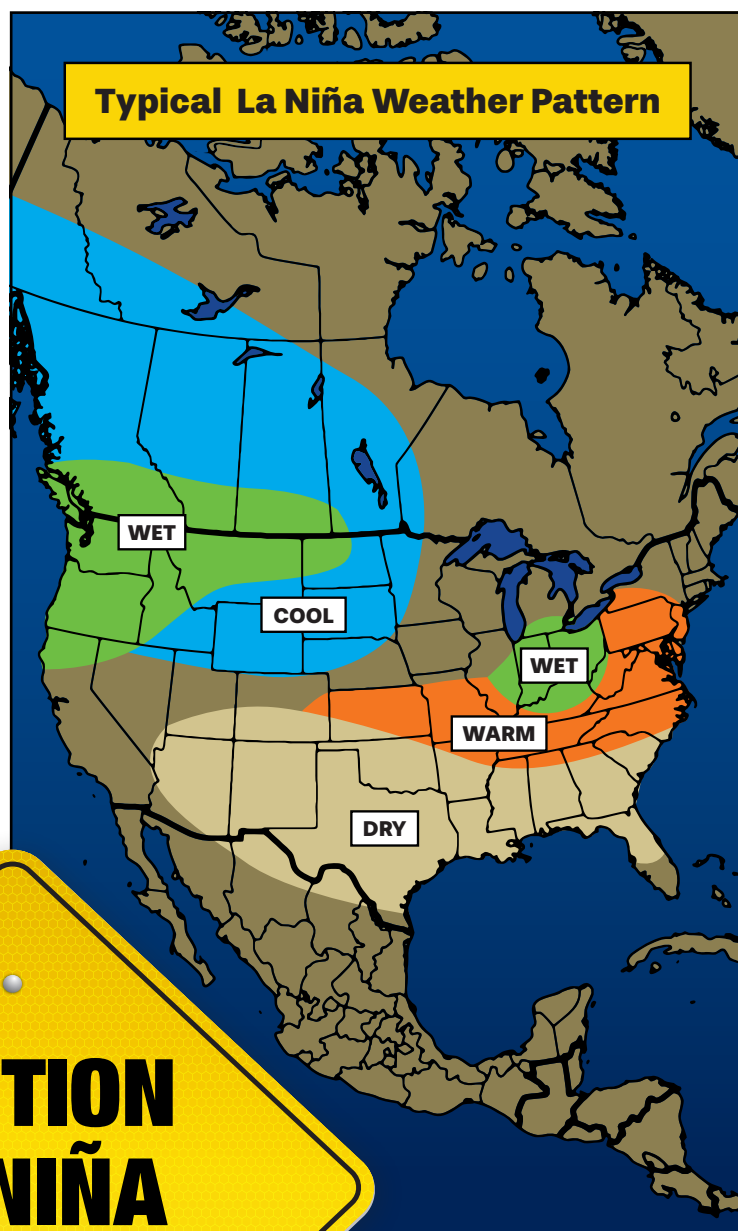 Typical La Niña Weather Pattern
WET
COOL
WET
WARM
DRY
TION
NIÑA